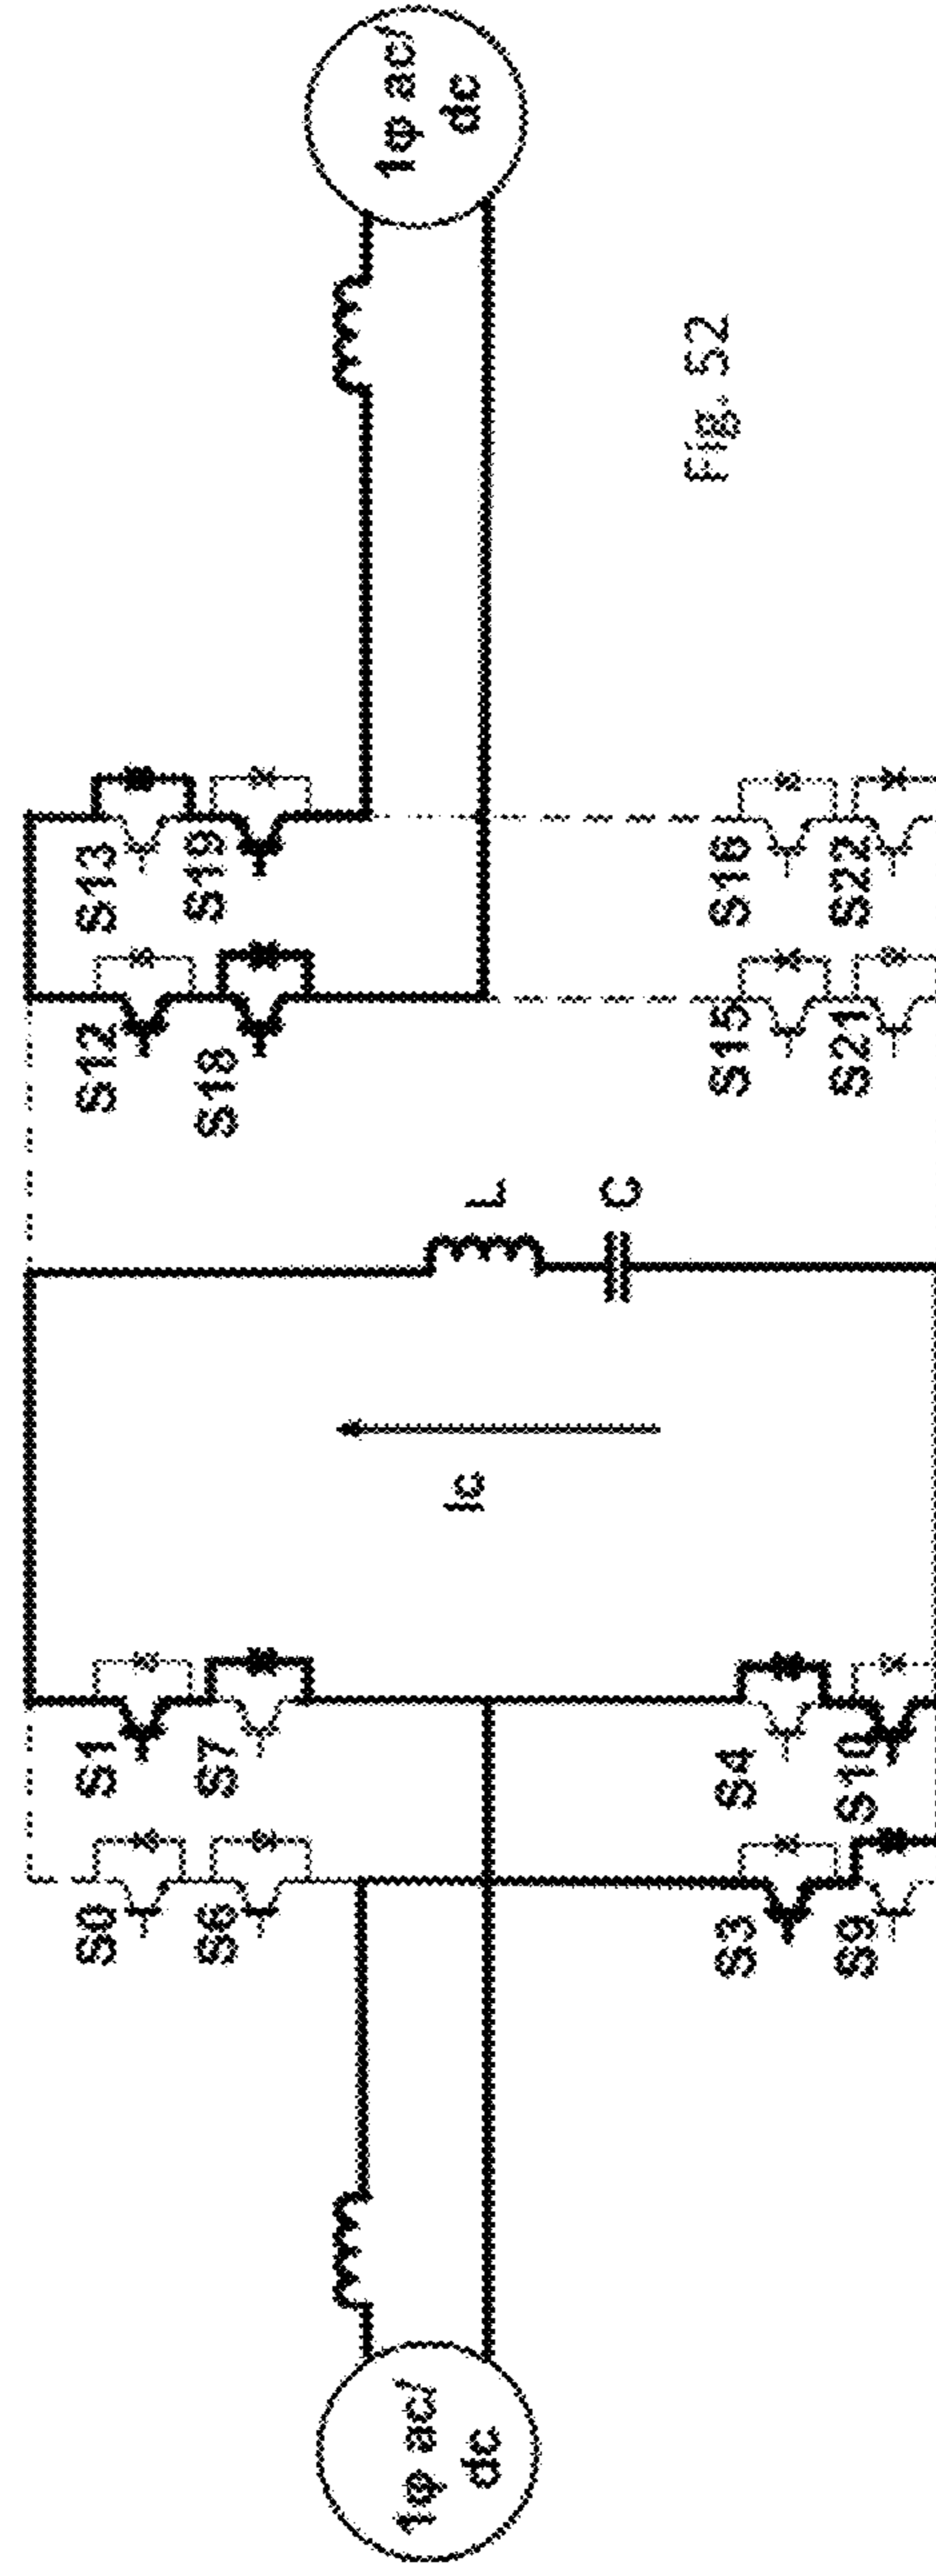 S0 S1 S12 S13
S6 S7 S18 S19
1φ ac/
dc
Ic
L
C
1φ ac/
dc
S3 S4 S15 S16
S9 S10 S21 S22
Fig. 52